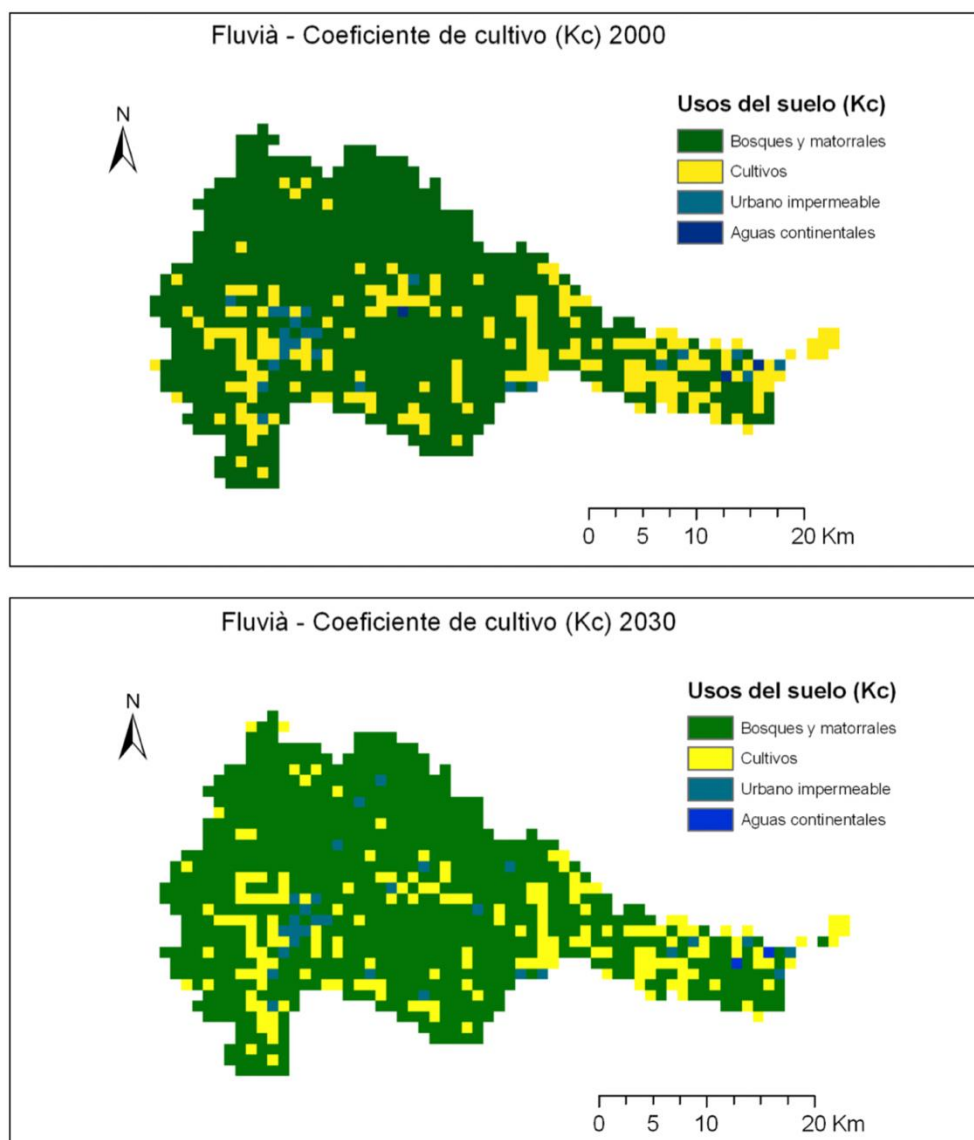 Fluvià - Coeficiente de cultivo (Kc) 2000
N
Usos del suelo (Kc)
Bosques y matorrales
Cultivos
Urbano impermeable
Aguas continentales
0 5 10 20 Km
Fluvià - Coeficiente de cultivo (Kc) 2030
N
Usos del suelo (Kc)
Bosques y matorrales
Cultivos
Urbano impermeable
Aguas continentales
0 5 10 20 Km